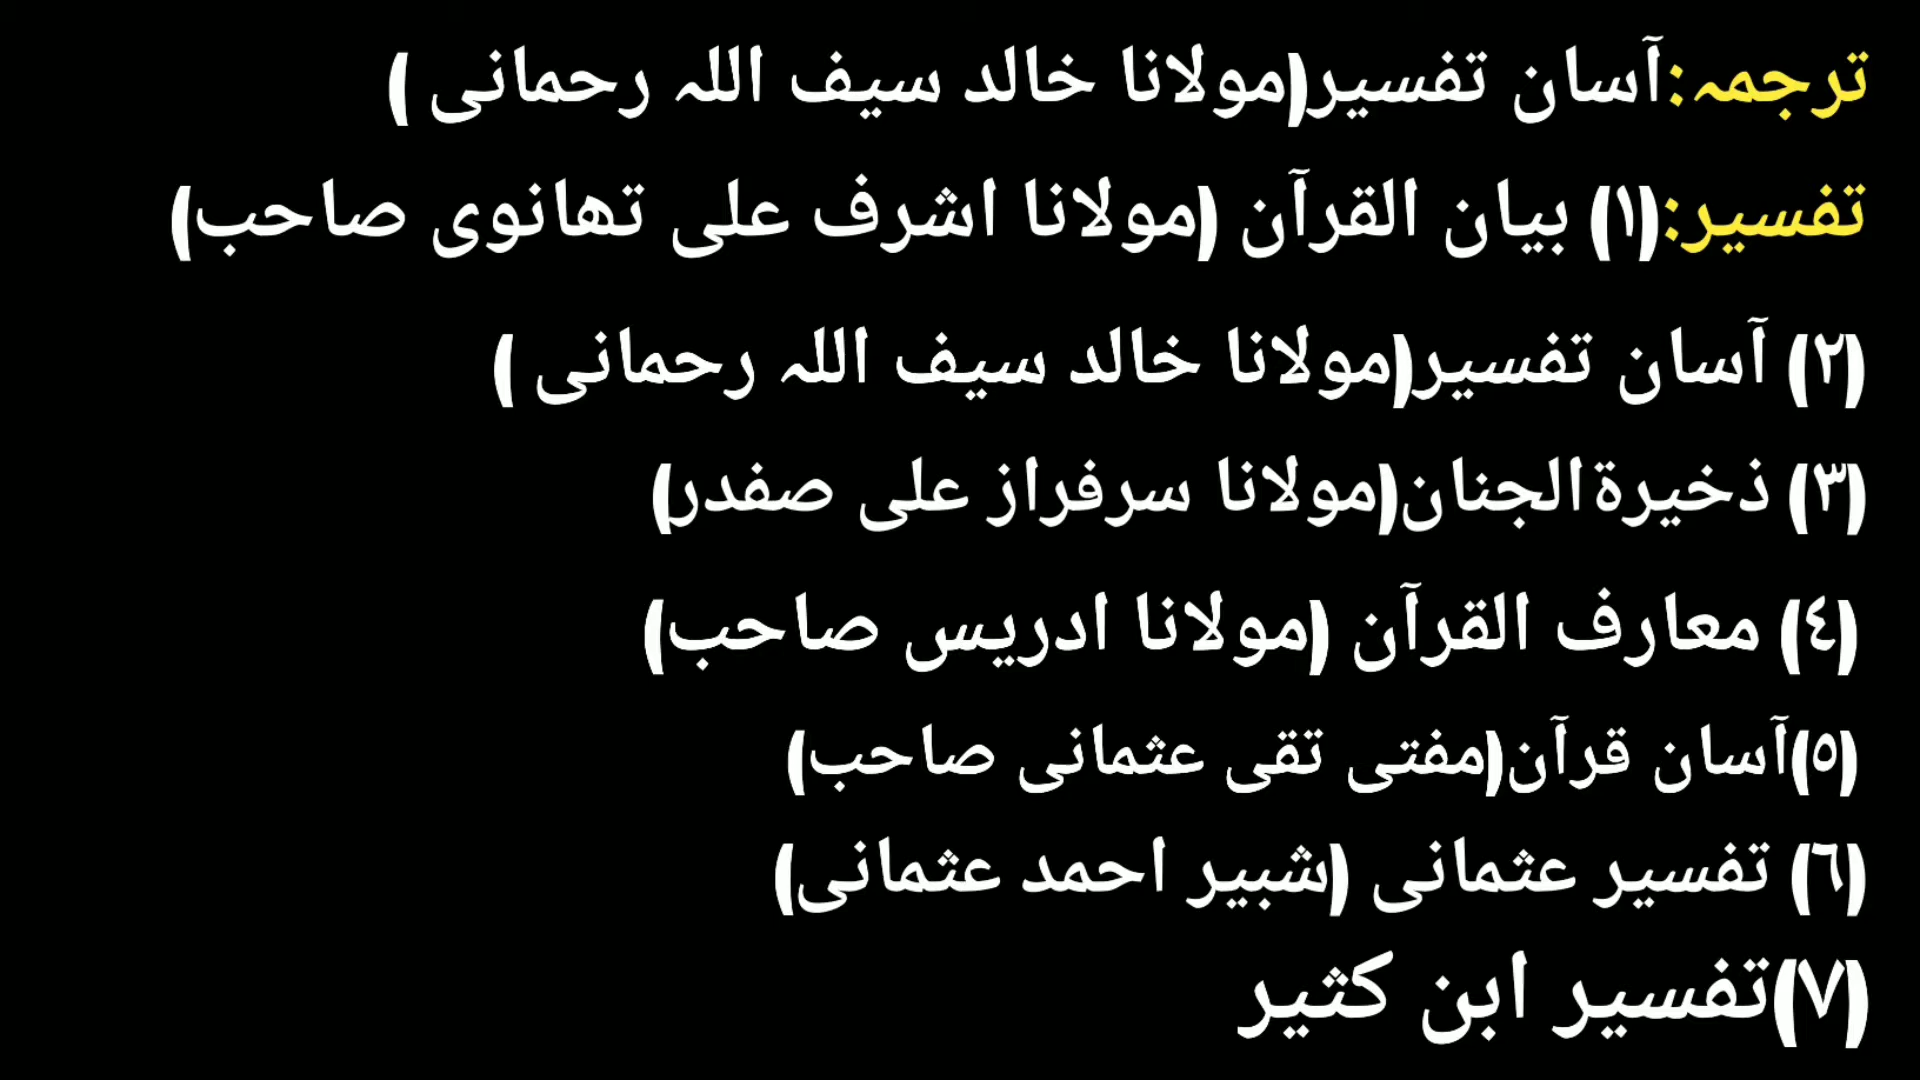 ترجمہ:آسان تفسیر(مولانا خالد سیف اللہ رحمانی )
تفسیر:(۱) بیان القرآن (مولانا اشرف علی تھانوی صاحب)
(۲) آسان تفسیر(مولانا خالد سیف اللہ رحمانی )
(۳) ذخیرۃالجنان(مولانا سرفراز علی صفدر)
(٤) معارف القرآن (مولانا ادریس صاحب)
(٥)آسان قرآن(مفتی تقی عثمانی صاحب)
(٦) تفسیر عثمانی (شبیر احمد عثمانی)
(۷)تفسیر ابن کثیر